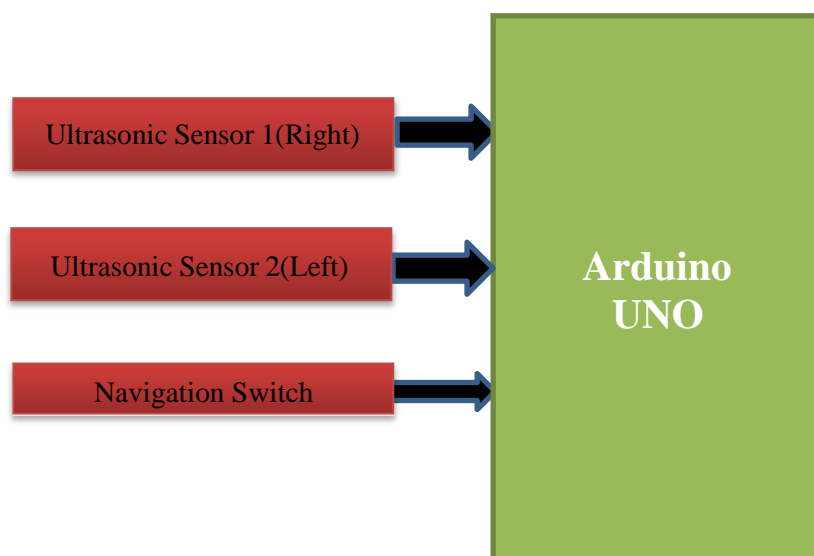 Ultrasonic Sensor 1(Right)
Ultrasonic Sensor 2(Left)
Navigation Switch
Arduino
UNO